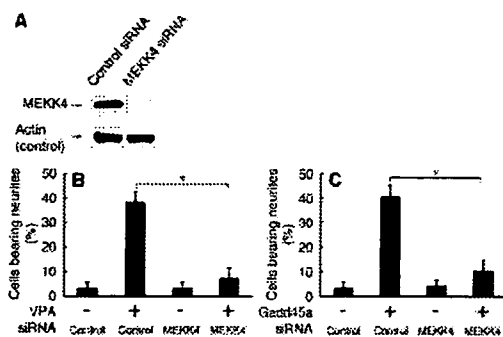 A
Control siRNA
MEKK4 siRNA
MEKK4
Actin
(control)
B
Cells bearing neurites
(%)
50
40
30
20
10
0
*
VPA - + - +
siRNA Control Control MEKK4 MEKK4
C
Cells bearing neurites
(%)
50
40
30
20
10
0
*
Gadd45a - + - +
siRNA Control Control MEKK4 MEKK4